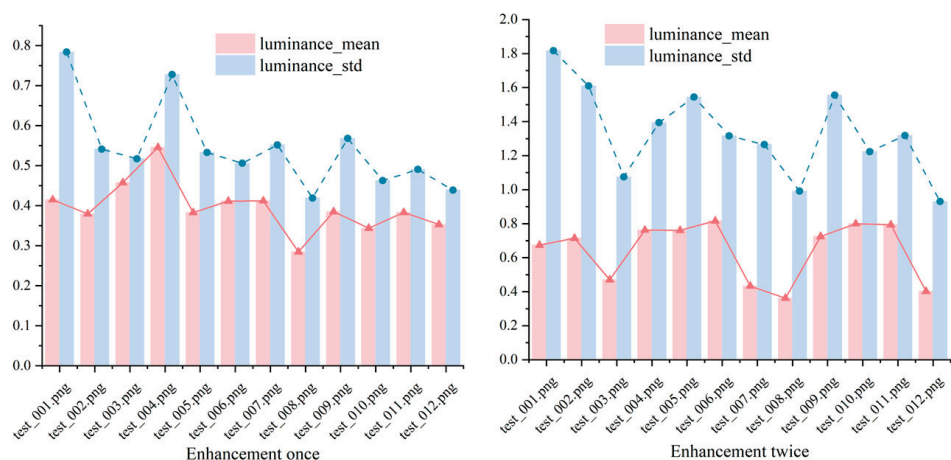 luminance_mean
luminance_std
0.8
0.7
0.6
0.5
0.4
0.3
0.2
0.1
0.0
test_001.png
test_002.png
test_003.png
test_004.png
test_005.png
test_006.png
test_007.png
test_008.png
test_009.png
test_010.png
test_011.png
test_012.png
Enhancement once
luminance_mean
luminance_std
2.0
1.8
1.6
1.4
1.2
1.0
0.8
0.6
0.4
0.2
0.0
test_001.png
test_002.png
test_003.png
test_004.png
test_005.png
test_006.png
test_007.png
test_008.png
test_009.png
test_010.png
test_011.png
test_012.png
Enhancement twice